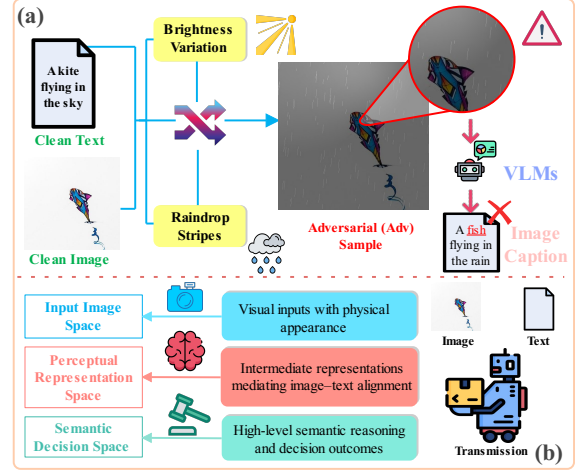 (a)
Brightness
Variation
A kite
flying in
the sky
Clean Text
Clean Image
Raindrop
Stripes
Adversarial (Adv)
Sample
VLMs
A fish
flying in
the rain
Image
Caption
Input Image
Space
Visual inputs with physical
appearance
Perceptual
Representation
Space
Intermediate representations
mediating image–text alignment
Semantic
Decision Space
High-level semantic reasoning
and decision outcomes
Image
Text
Transmission
(b)